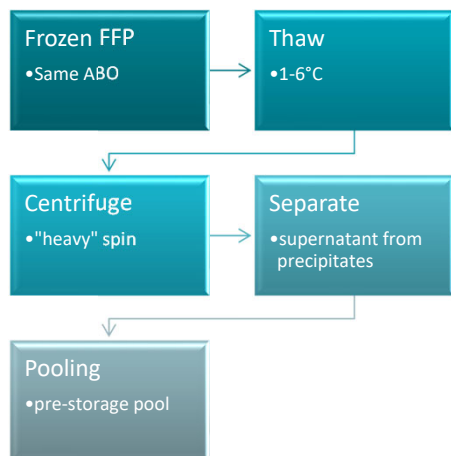 Frozen FFP
•Same ABO
Thaw
•1-6°C
Centrifuge
•"heavy" spin
Separate
•supernatant from
precipitates
Pooling
•pre-storage pool